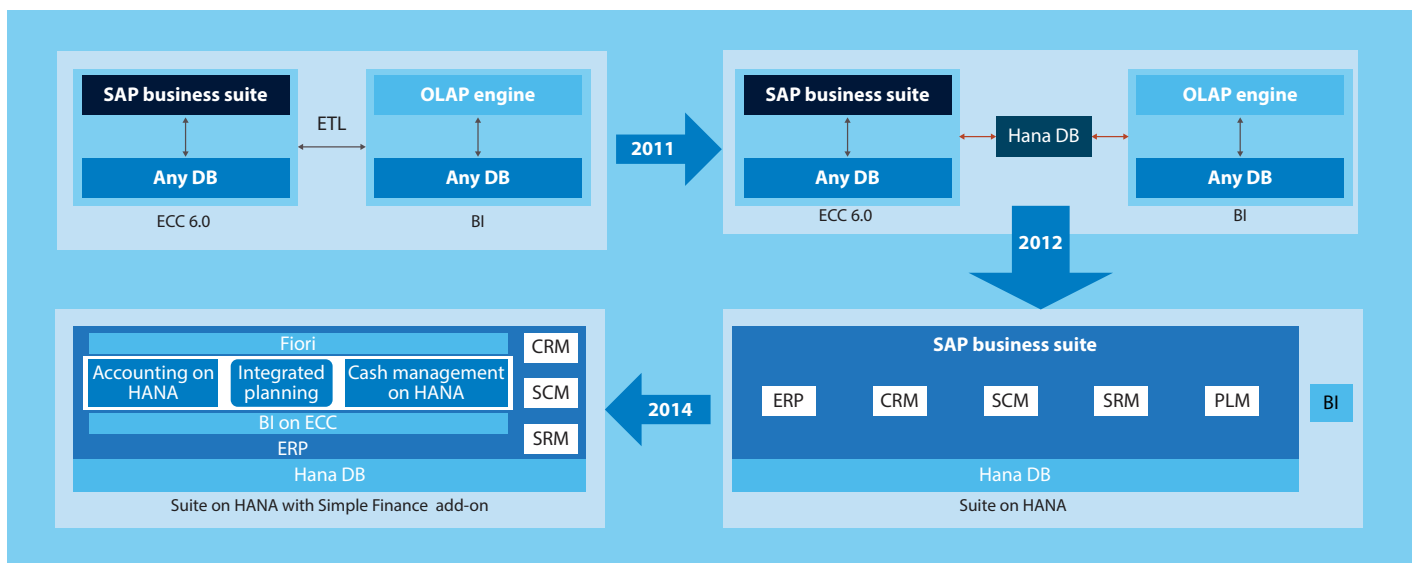 SAP business suite
OLAP engine
ETL
Any DB
Any DB
ECC 6.0
BI
2011
SAP business suite
OLAP engine
Hana DB
Any DB
Any DB
ECC 6.0
BI
2012
SAP business suite
ERP
CRM
SCM
SRM
PLM
BI
Hana DB
Suite on HANA
2014
Fiori
Accounting on
HANA
Integrated
planning
Cash management
on HANA
BI on ECC
ERP
CRM
SCM
SRM
Hana DB
Suite on HANA with Simple Finance add-on